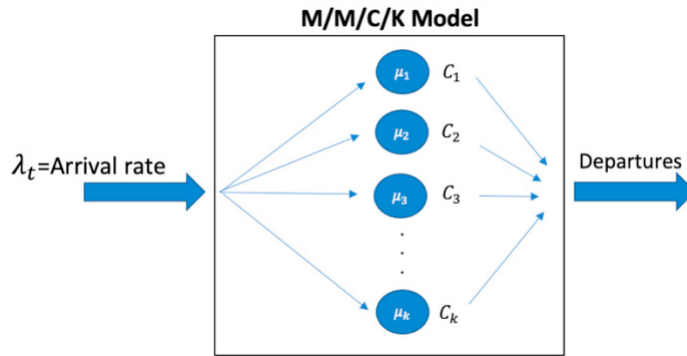 M/M/C/K Model
μ₁ C₁
μ₂ C₂
λₜ=Arrival rate
Departures
μ₃ C₃
μₖ Cₖ